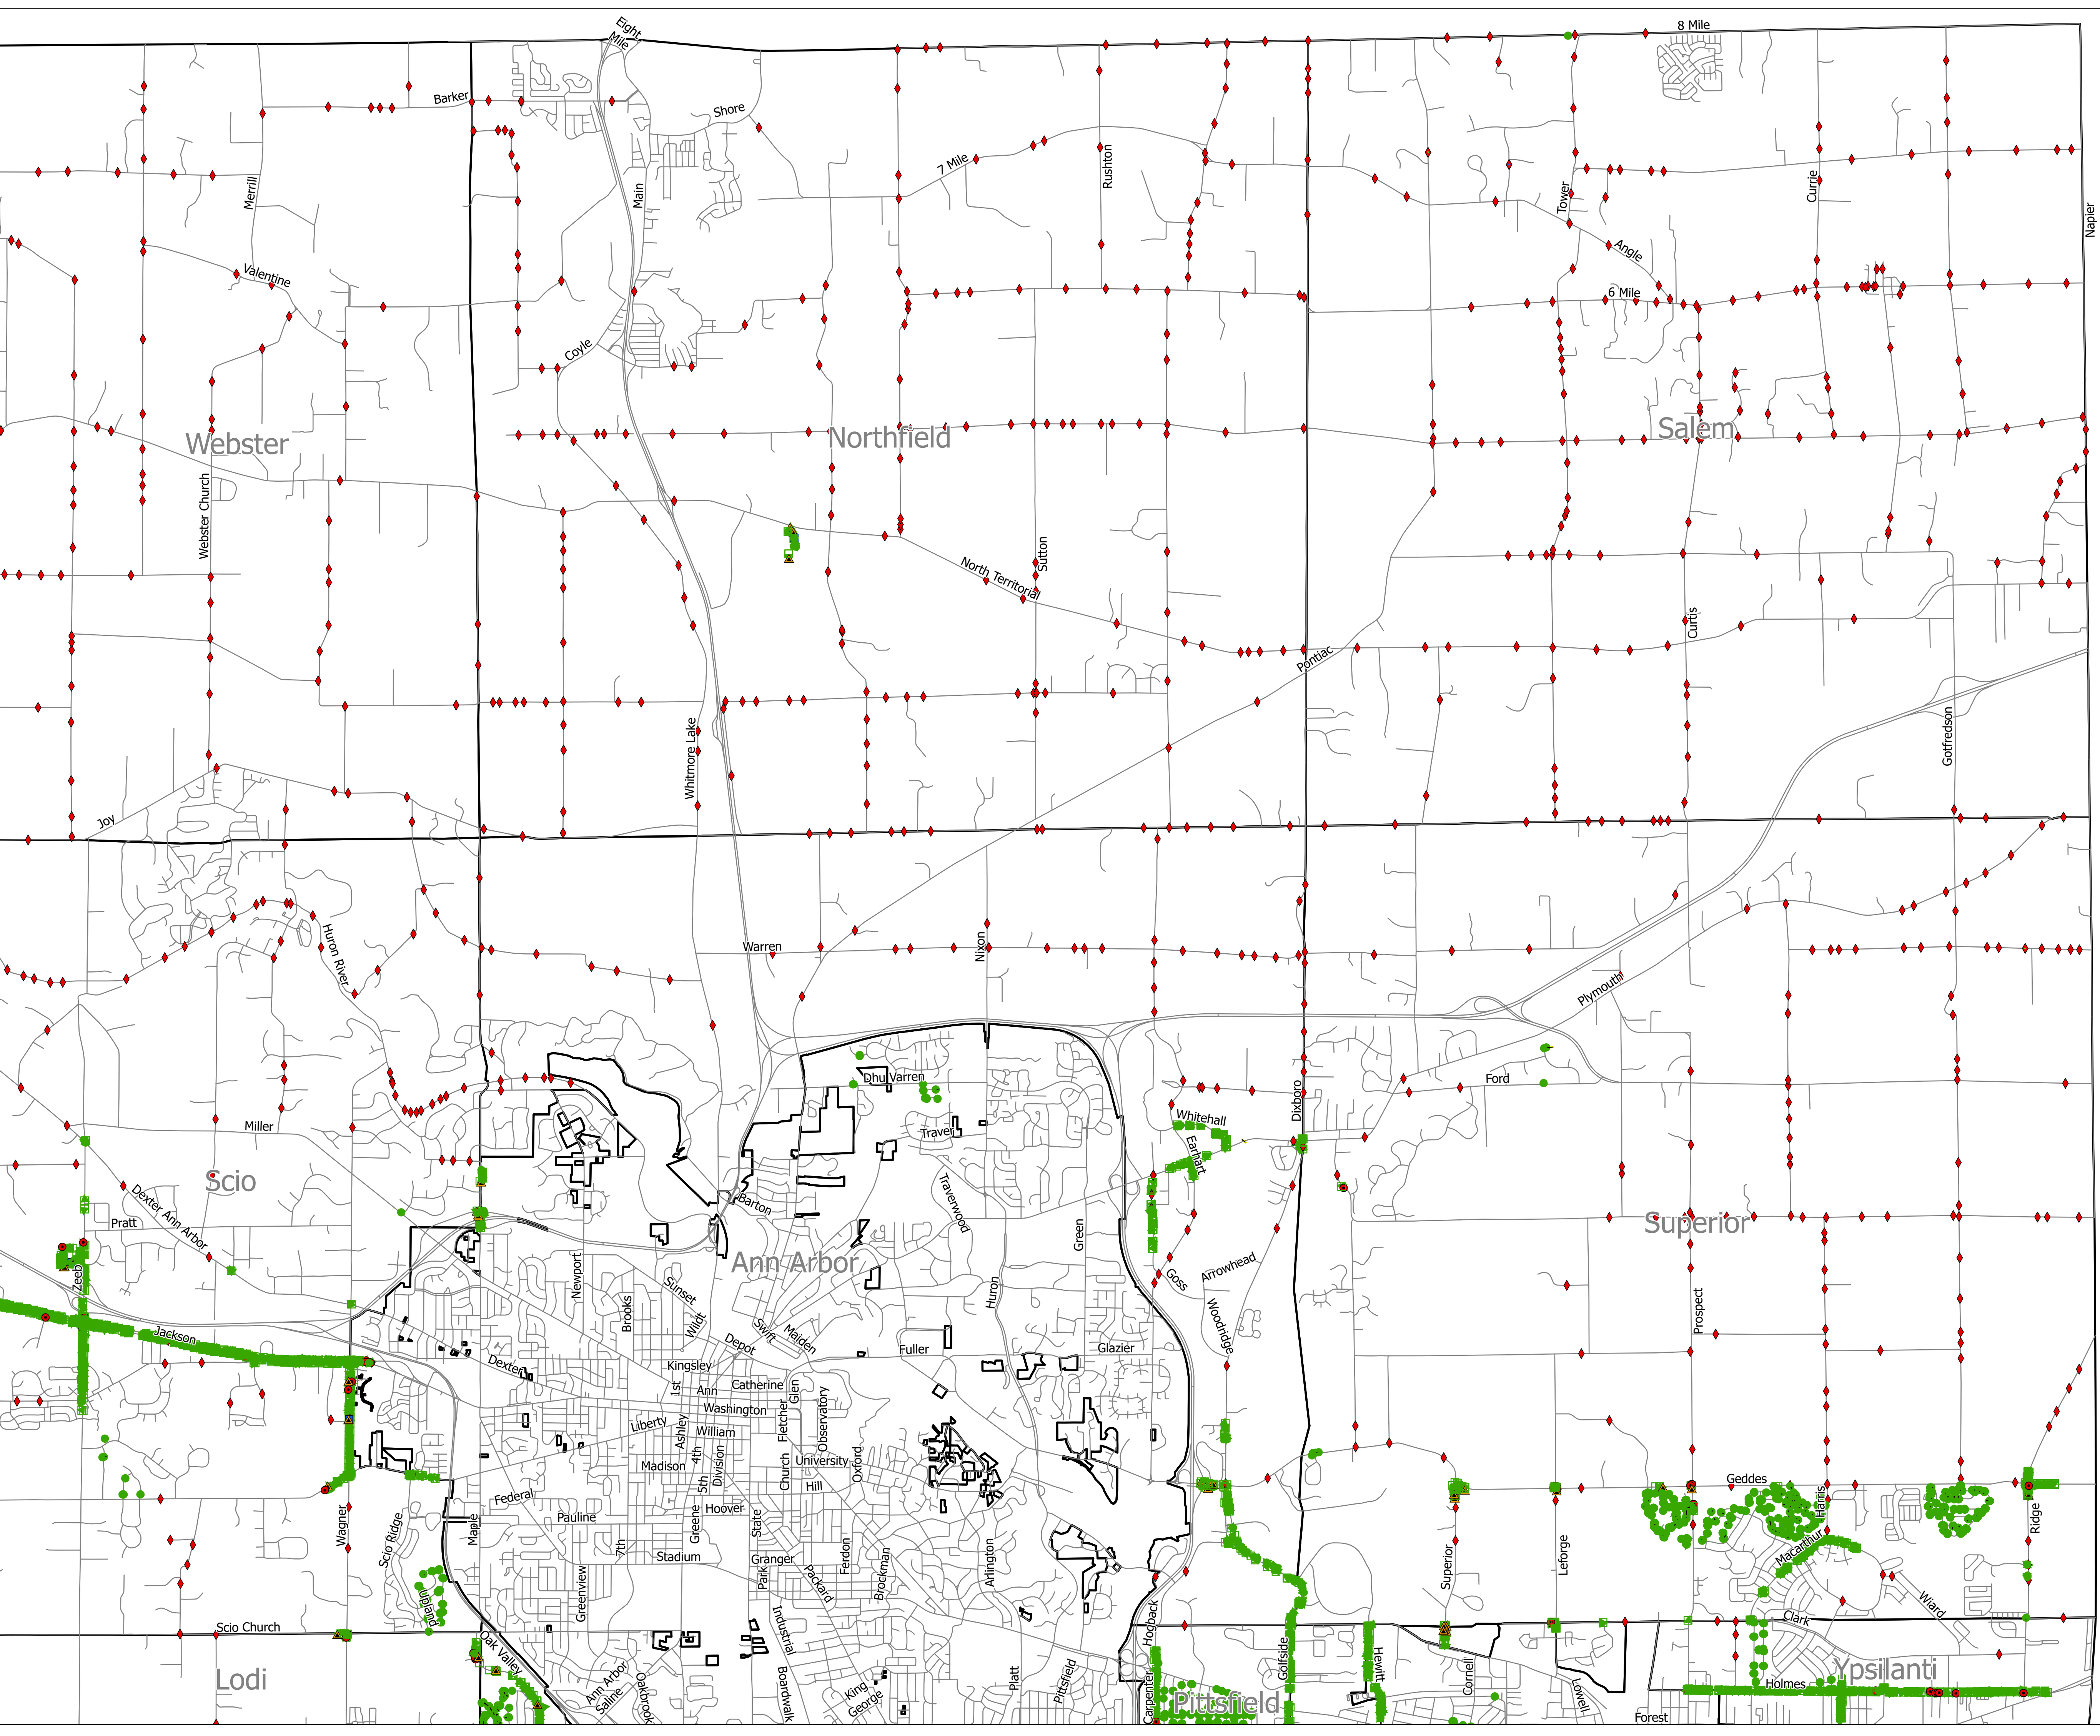 Eight
Mile
8 Mile
Barker
Shore
7 Mile
Rushton
Merrill
Main
Tower
Currie
Napier
Angle
Valentine
6 Mile
Coyle
Webster
Northfield
Salem
Webster Church
Sutton
North Territorial
Curtis
Pontiac
Whitmore Lake
Gotfredson
Joy
Huron River
Warren
Nixon
Plymouth
Dhu Varren
Ford
Dixboro
Miller
Whitehall
Traver
Earhart
Scio
Dexter Ann Arbor
Pratt
Barton
Traverwood
Green
Superior
Ann Arbor
Zeeb
Newport
Sunset
Huron
Goss
Arrowhead
Brooks
Wildt
Swift
Maiden
Woodridge
Prospect
Jackson
Depot
Fuller
Glazier
Dexter
Kingsley
1st
Ann
Catherine
Glen
Washington
Fletcher
Observatory
Liberty
Ashley
William
4th
Division
Madison
5th
Church
University
Oxford
Hill
Geddes
Harris
Federal
Wagner
Maple
Scio Ridge
Pauline
Greene
Hoover
State
Ridge
7th
Stadium
Granger
Park
Packard
Ferdon
Brockman
Arlington
Superior
Leforge
Macarthur
Upland
Greenview
Wiard
Industrial
Hogback
Clark
Scio Church
Oak Valley
Golfside
Hewitt
Cornell
Lodi
Ann Arbor
Saline
Oakbrook
Boardwalk
King
George
Platt
Pittsfield
Carpenter
Pittsfield
Lowell
Ypsilanti
Holmes
Forest